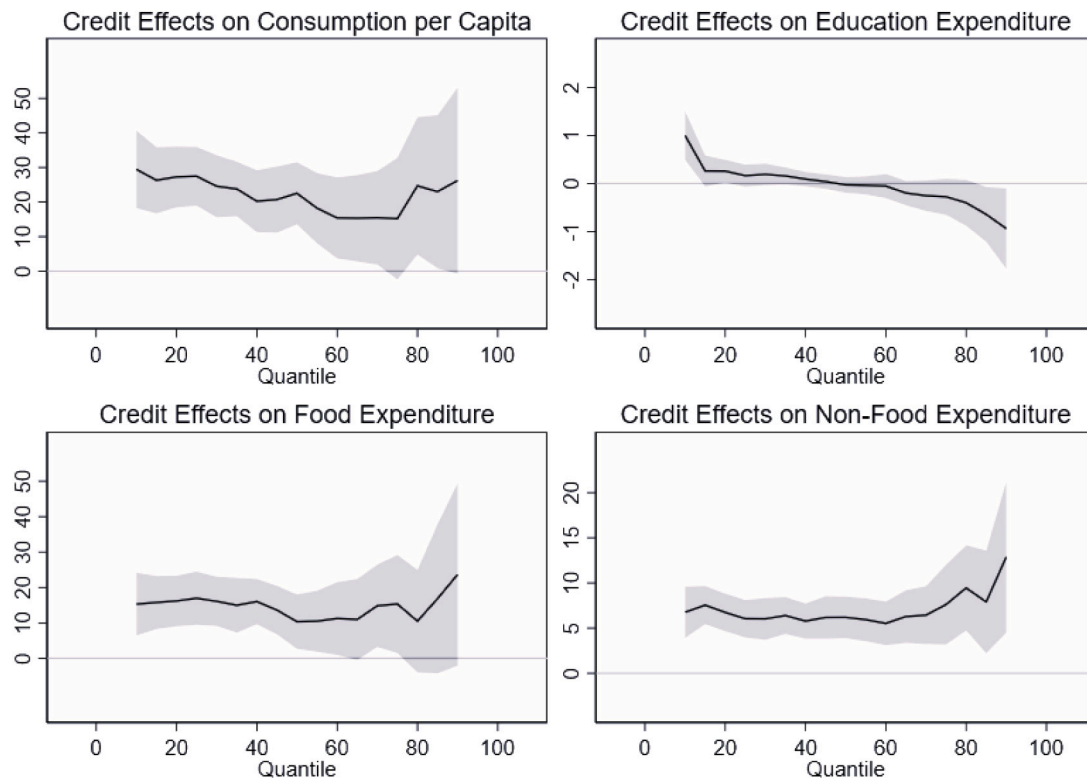 Credit Effects on Consumption per Capita
50
40
30
20
10
0
0 20 40 60 80 100
Quantile
Credit Effects on Education Expenditure
2
1
0
-1
-2
0 20 40 60 80 100
Quantile
Credit Effects on Food Expenditure
50
40
30
20
10
0
0 20 40 60 80 100
Quantile
Credit Effects on Non-Food Expenditure
20
15
10
5
0
0 20 40 60 80 100
Quantile